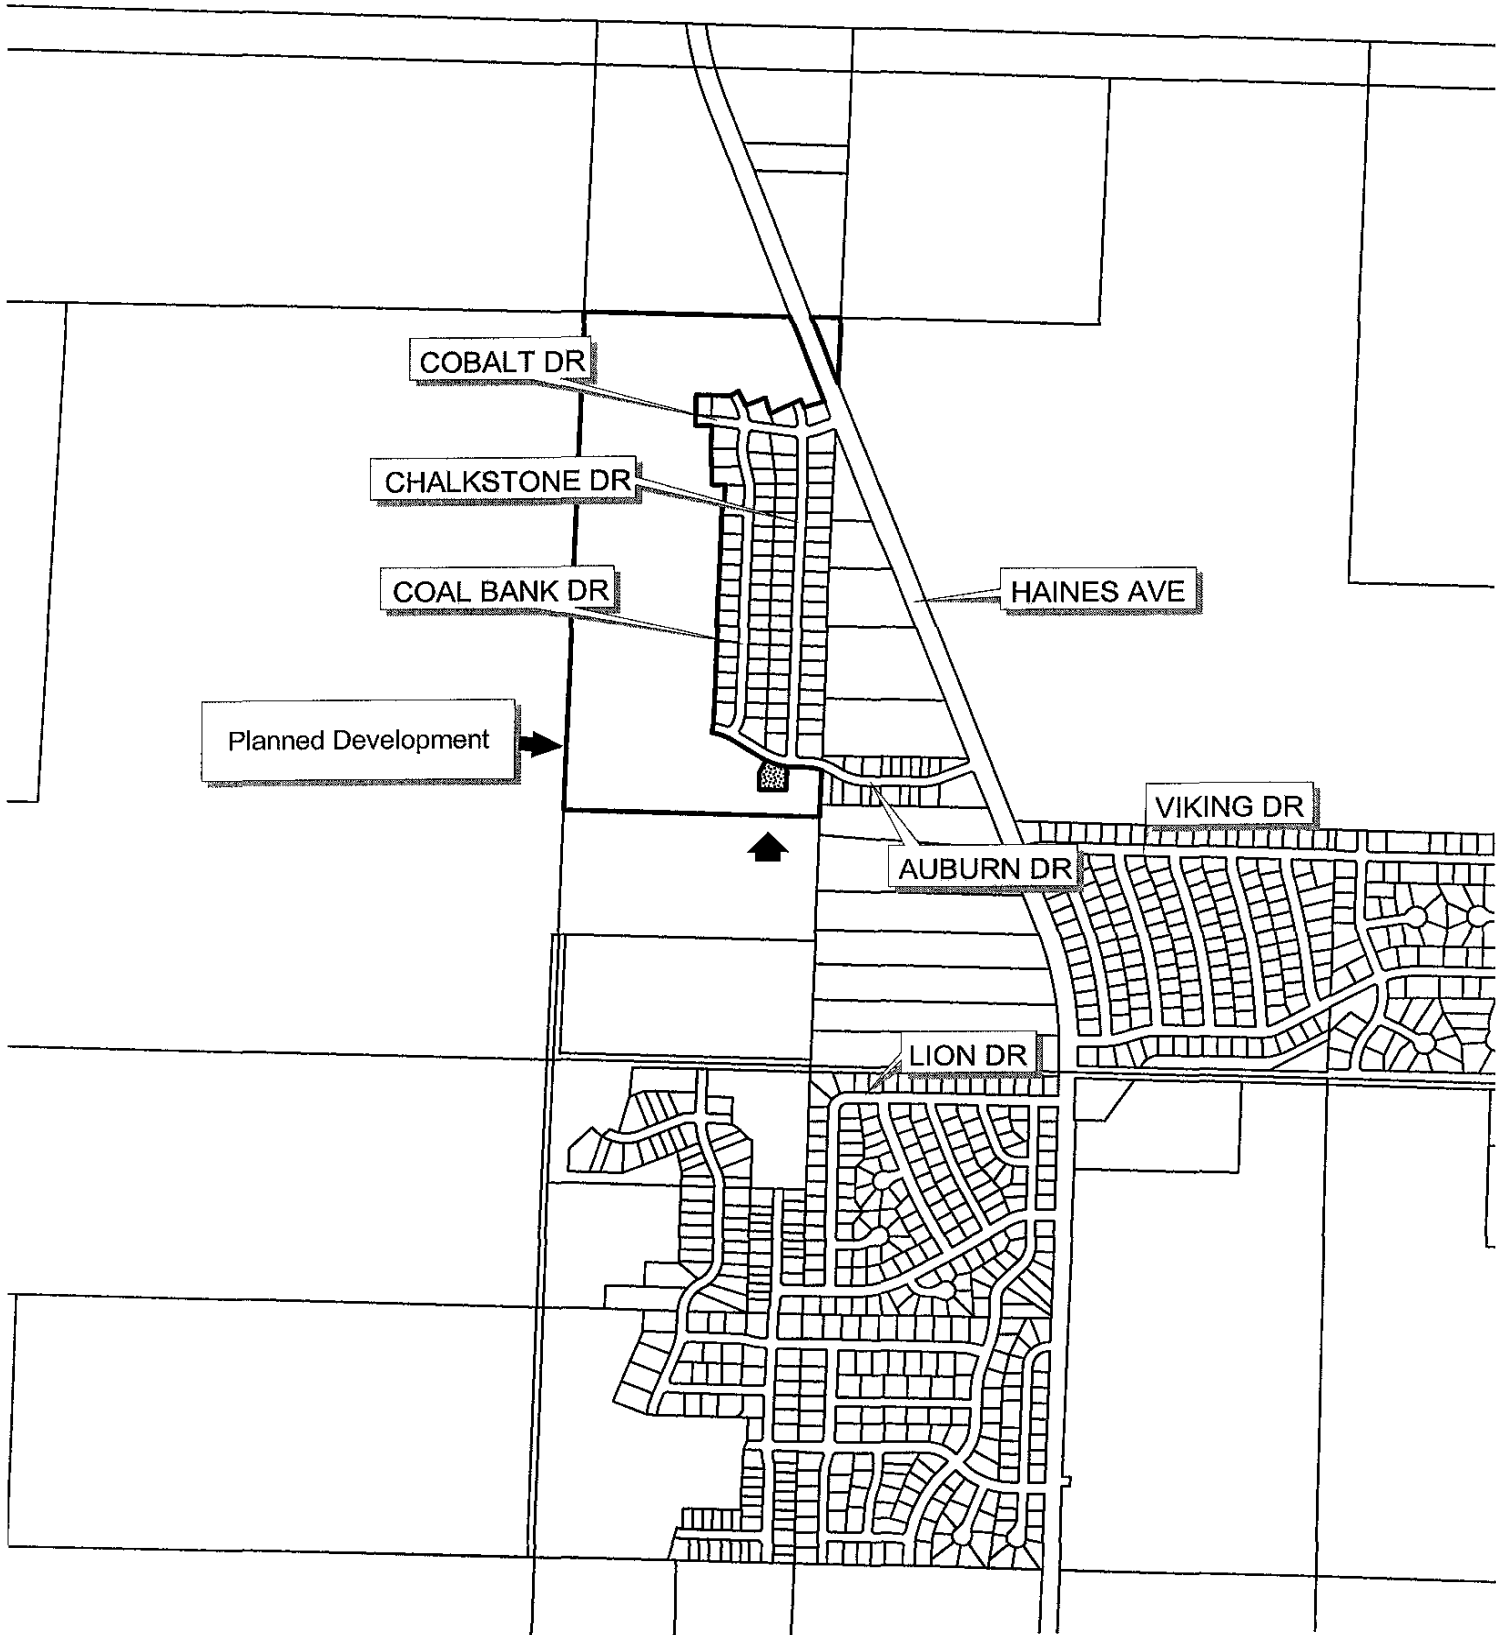 COBALT DR
CHALKSTONE DR
COAL BANK DR
HAINES AVE
Planned Development
VIKING DR
AUBURN DR
LION DR